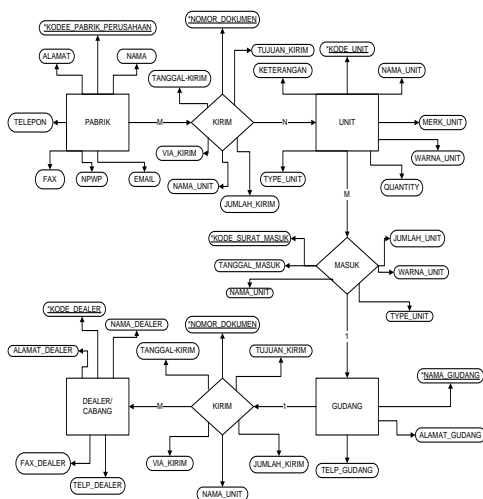 *KODEE_PABRIK_PERUSAHAAN
*NOMOR_DOKUMEN
ALAMAT
NAMA
TUJUAN_KIRIM
*KODE_UNIT
TANGGAL-KIRIM
KETERANGAN
NAMA_UNIT
TELEPON
PABRIK
M
KIRIM
N
UNIT
MERK_UNIT
VIA_KIRIM
WARNA_UNIT
FAX
NPWP
EMAIL
NAMA_UNIT
TYPE_UNIT
QUANTITY
JUMLAH_KIRIM
M
*KODE_SURAT_MASUK
JUMLAH_UNIT
TANGGAL_MASUK
MASUK
WARNA_UNIT
NAMA_UNIT
TYPE_UNIT
*KODE_DEALER
NAMA_DEALER
*NOMOR_DOKUMEN
1
ALAMAT_DEALER
TANGGAL-KIRIM
TUJUAN_KIRIM
*NAMA_GIUDANG
DEALER/
CABANG
M
KIRIM
1
GUDANG
ALAMAT_GUDANG
FAX_DEALER
VIA_KIRIM
JUMLAH_KIRIM
TELP_GUDANG
TELP_DEALER
NAMA_UNIT